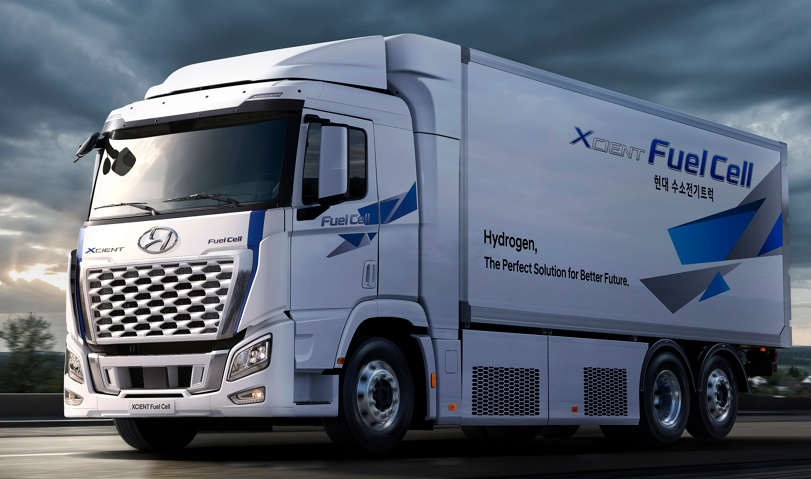 XCIENT Fuel Cell
현대 수소전기트럭
Hydrogen,
The Perfect Solution for Better Future.
Fuel Cell
XCIENT
Fuel Cell
XCIENT Fuel Cell